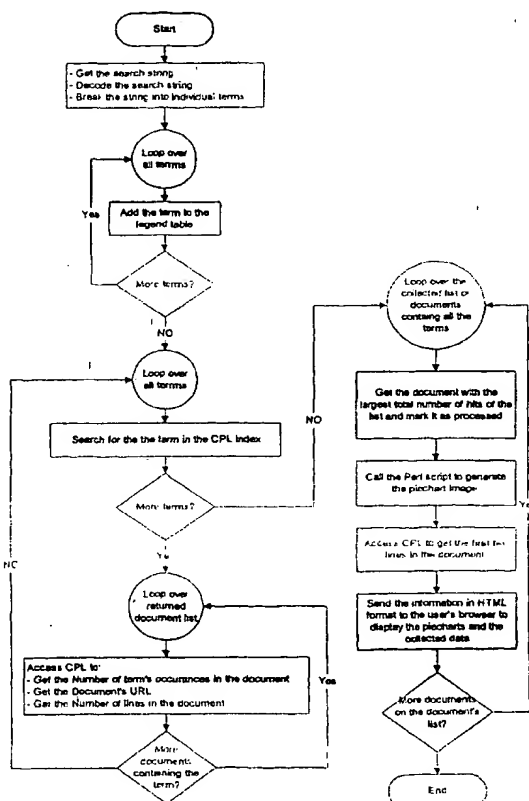 Start
- Get the search string
- Decode the search string
- Break the string into individual terms
Loop over
all terms
Yes
Add the term to the
legend table
More terms?
NO
Loop over
all terms
Search for the the term in the CPL Index
NO
More terms?
Yes
Loop over
returned
document list
Access CPL to:
- Get the Number of term's occurances in the document
- Get the Document's URL
- Get the Number of lines in the document
Yes
NO
More
documents
containing the
term?
Loop over the
collected list of
documents
containg all the
terms
Get the document with the
largest total number of hits of the
list and mark it as processed
Call the Perl script to generate
the piechart image
Access CPL to get the first
lines in the document
Send the information in HTML
format to the user's browser to
display the piecharts and the
collected data
More documents
on the document's
list?
End